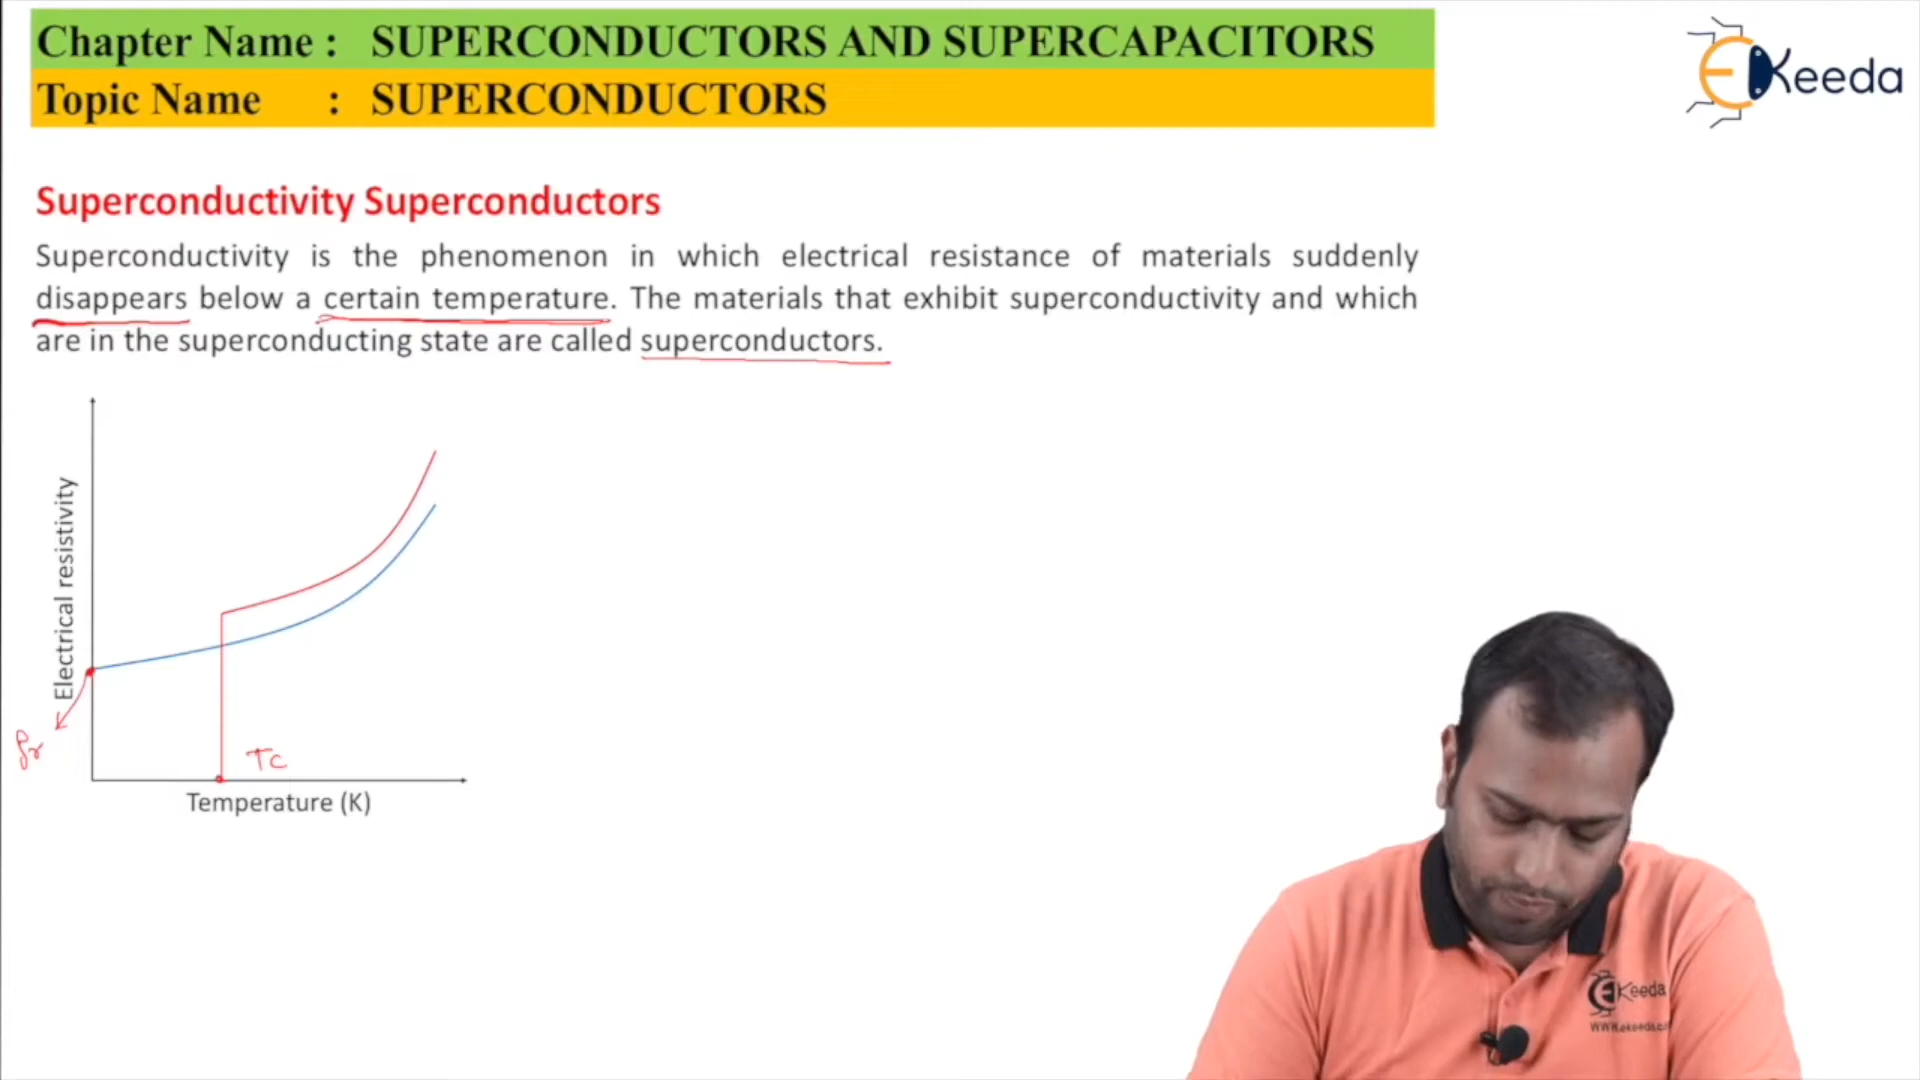 Chapter Name : SUPERCONDUCTORS AND SUPERCAPACITORS
Topic Name : SUPERCONDUCTORS
EKeeda
Superconductivity Superconductors
Superconductivity is the phenomenon in which electrical resistance of materials suddenly
disappears below a certain temperature. The materials that exhibit superconductivity and which
are in the superconducting state are called superconductors.
Electrical resistivity
ρr
Tc
Temperature (K)
EKeeda